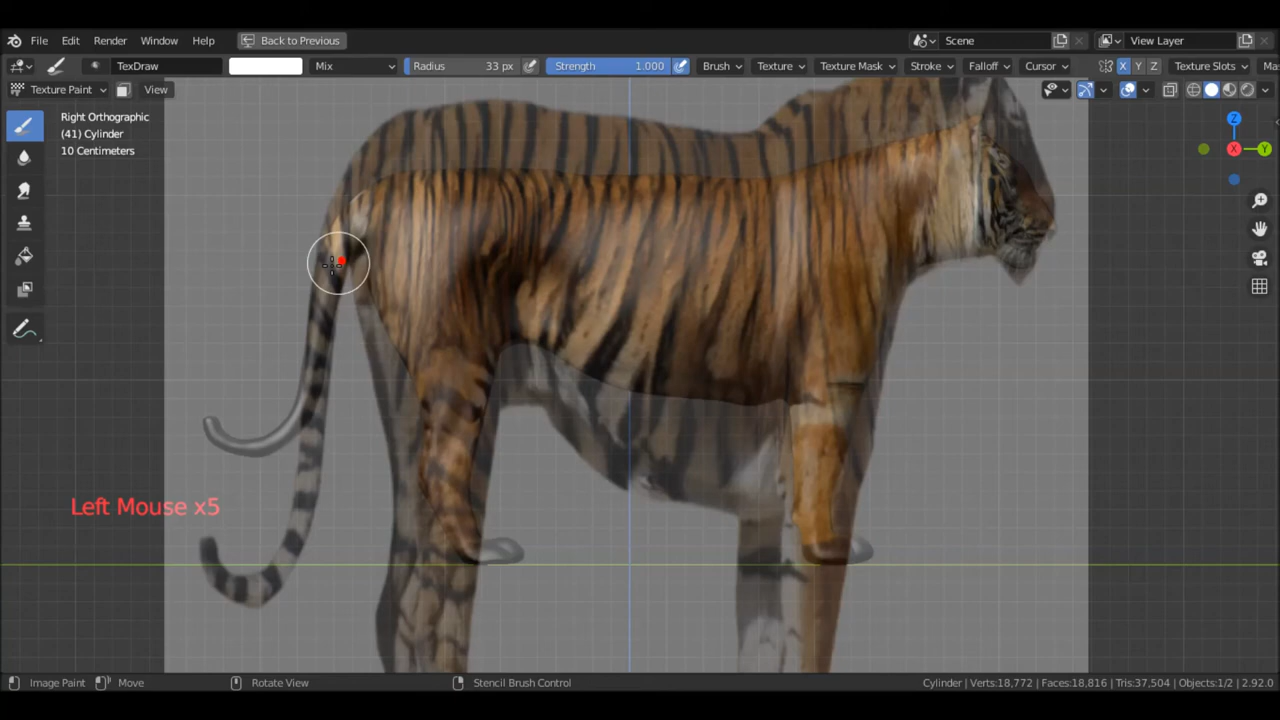 File Edit Render Window Help Back to Previous Scene View Layer
TexDraw Mix Radius 33 px Strength 1.000 Brush Texture Texture Mask Stroke Falloff Cursor X Y Z Texture Slots Mas
Texture Paint View
Right Orthographic
(41) Cylinder
10 Centimeters
Z
X
Y
Left Mouse x5
Image Paint Move Rotate View Stencil Brush Control Cylinder | Verts:18,772 | Faces:18,816 | Tris:37,504 | Objects:1/2 | 2.92.0